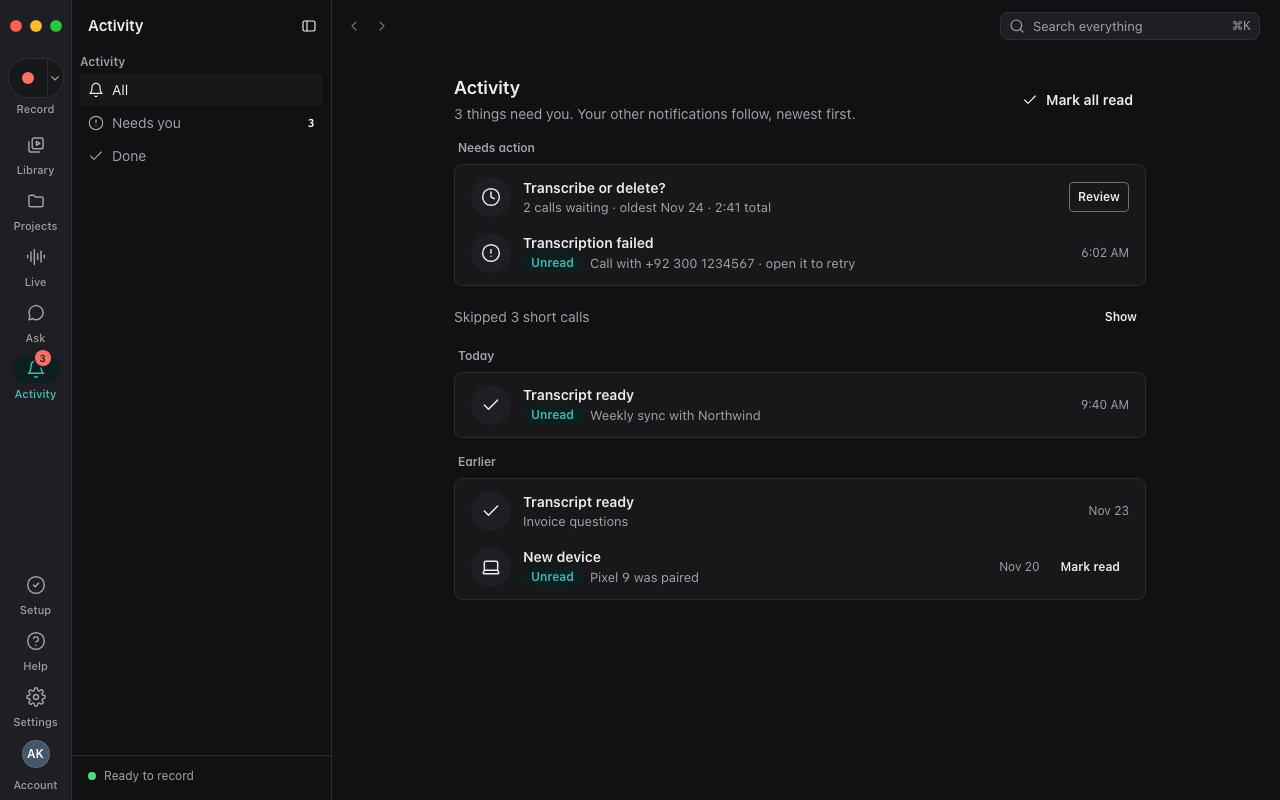 Activity
Search everything
⌘K
Record
Library
Projects
Live
Ask
3
Activity
Setup
Help
Settings
AK
Account
Activity
All
Needs you
3
Done
Ready to record
Activity
3 things need you. Your other notifications follow, newest first.
Mark all read
Needs action
Transcribe or delete?
2 calls waiting · oldest Nov 24 · 2:41 total
Review
Transcription failed
Unread Call with +92 300 1234567 · open it to retry
6:02 AM
Skipped 3 short calls
Show
Today
Transcript ready
Unread Weekly sync with Northwind
9:40 AM
Earlier
Transcript ready
Invoice questions
Nov 23
New device
Unread Pixel 9 was paired
Nov 20
Mark read